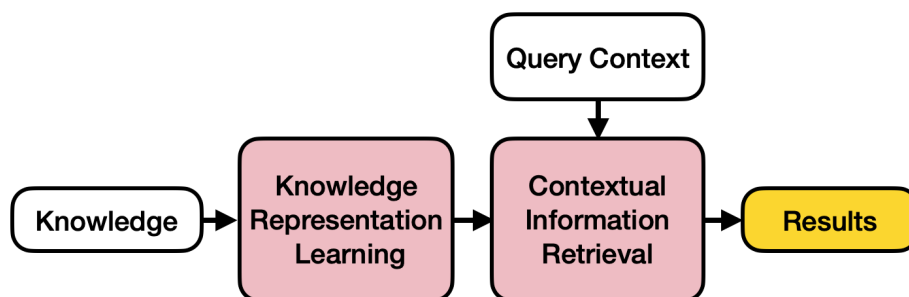 Query Context
Knowledge
Knowledge
Representation
Learning
Contextual
Information
Retrieval
Results